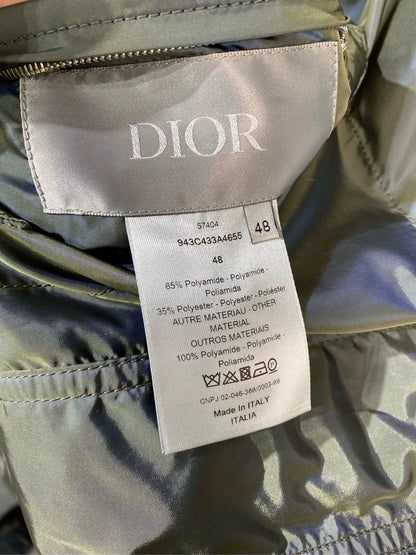 DIOR
57404
943C433A4655
48
48
65% Polyamide - Polyamide
Poliamida
35% Polyester - Polyester - Poliéster
AUTRE MATERIAU - OTHER
MATERIAL
OUTROS MATERIAIS
100% Polyamide - Polyamide
Poliamida
CNPJ 02-046-366/0003-99
Made In ITALY
ITALIA